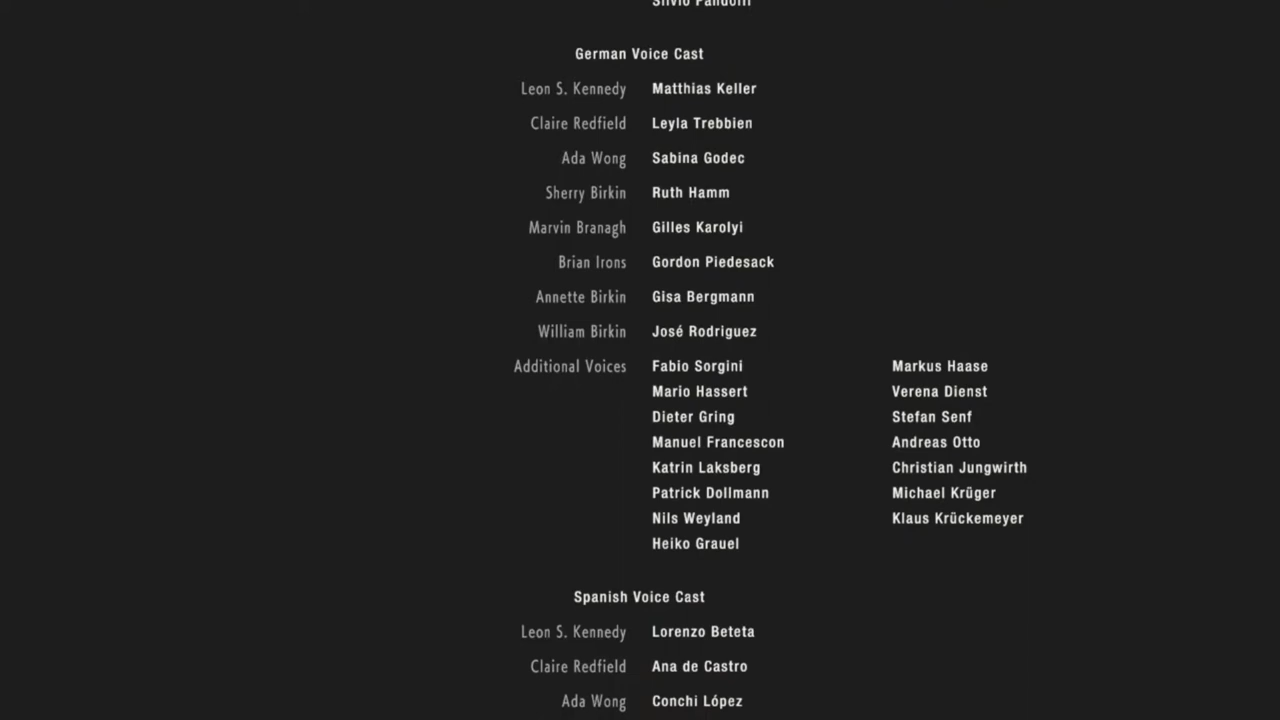 Silvio Pandolfi
German Voice Cast
Leon S. Kennedy Matthias Keller
Claire Redfield Leyla Trebbien
Ada Wong Sabina Godec
Sherry Birkin Ruth Hamm
Marvin Branagh Gilles Karolyi
Brian Irons Gordon Piedesack
Annette Birkin Gisa Bergmann
William Birkin José Rodriguez
Additional Voices Fabio Sorgini Markus Haase
Mario Hassert Verena Dienst
Dieter Gring Stefan Senf
Manuel Francescon Andreas Otto
Katrin Laksberg Christian Jungwirth
Patrick Dollmann Michael Krüger
Nils Weyland Klaus Krückemeyer
Heiko Grauel
Spanish Voice Cast
Leon S. Kennedy Lorenzo Beteta
Claire Redfield Ana de Castro
Ada Wong Conchi López